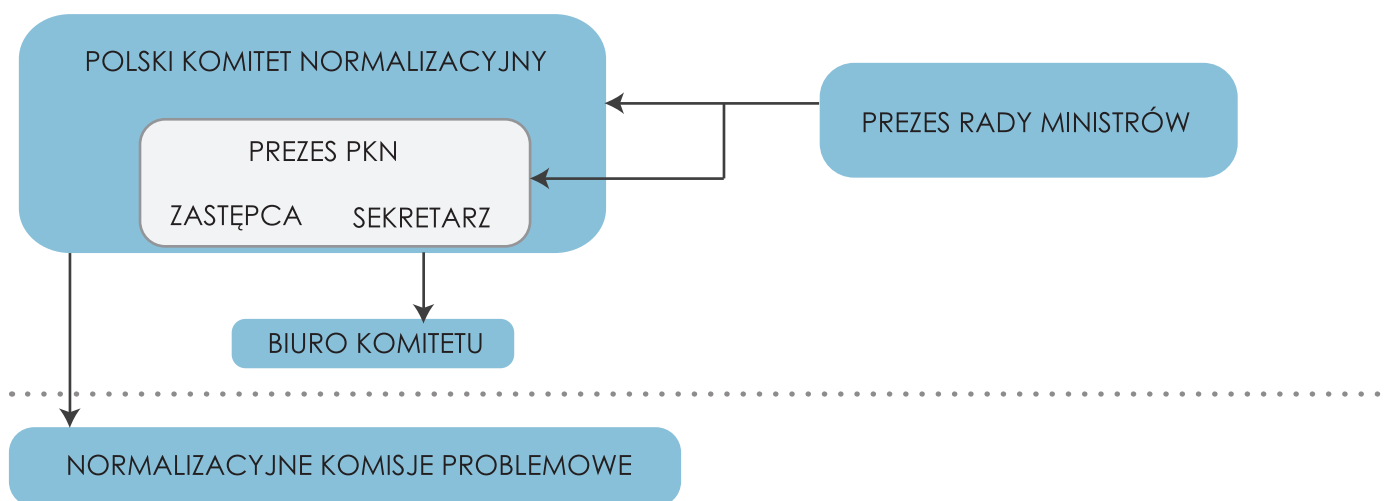 POLSKI KOMITET NORMALIZACYJNY
PREZES RADY MINISTRÓW
PREZES PKN
ZASTĘPCA SEKRETARZ
BIURO KOMITETU
NORMALIZACYJNE KOMISJE PROBLEMOWE